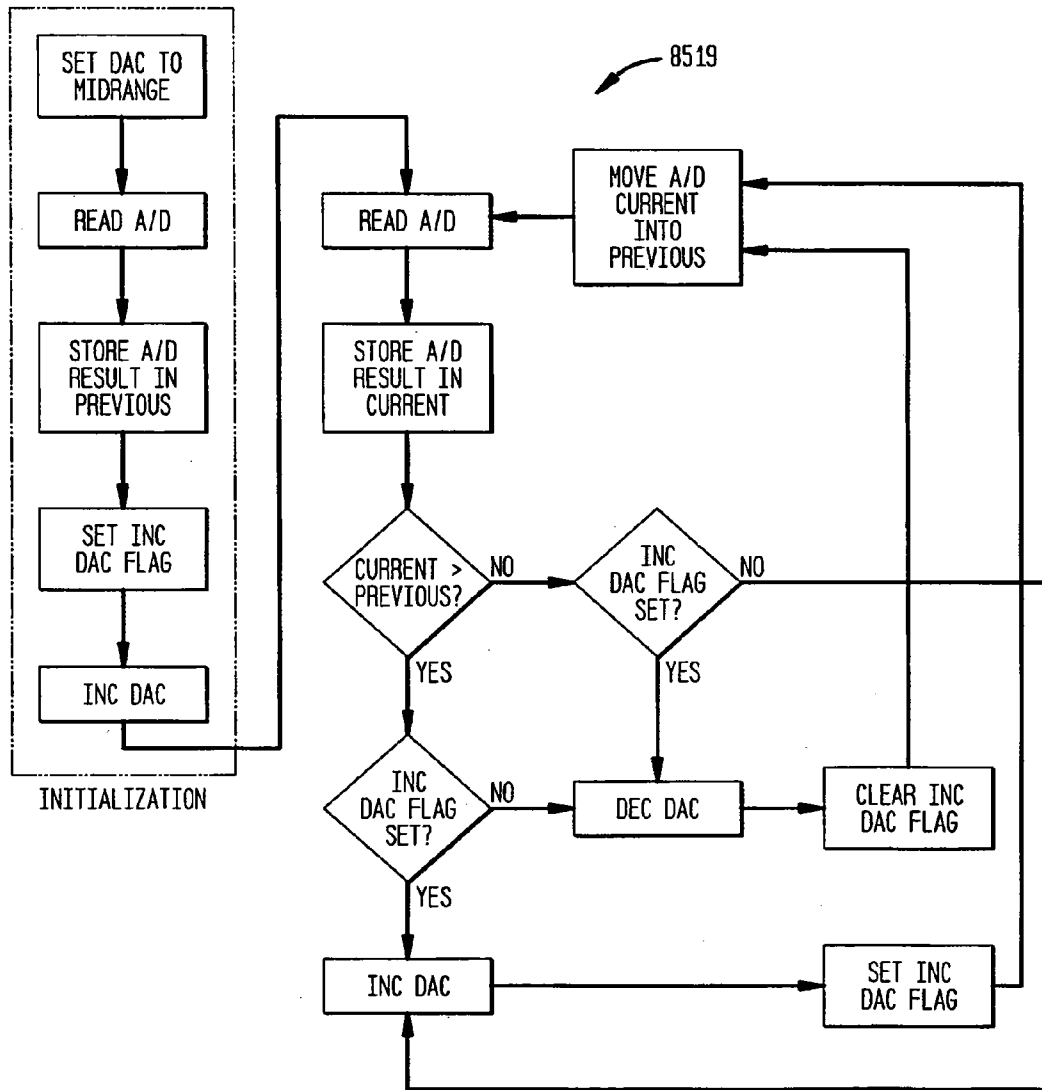 SET DAC TO
MIDRANGE
READ A/D
STORE A/D
RESULT IN
PREVIOUS
SET INC
DAC FLAG
INC DAC
INITIALIZATION
8519
READ A/D
MOVE A/D
CURRENT
INTO
PREVIOUS
STORE A/D
RESULT IN
CURRENT
CURRENT >
PREVIOUS?
NO
YES
INC
DAC FLAG
SET?
NO
YES
INC
DAC FLAG
SET?
NO
YES
DEC DAC
CLEAR INC
DAC FLAG
INC DAC
SET INC
DAC FLAG